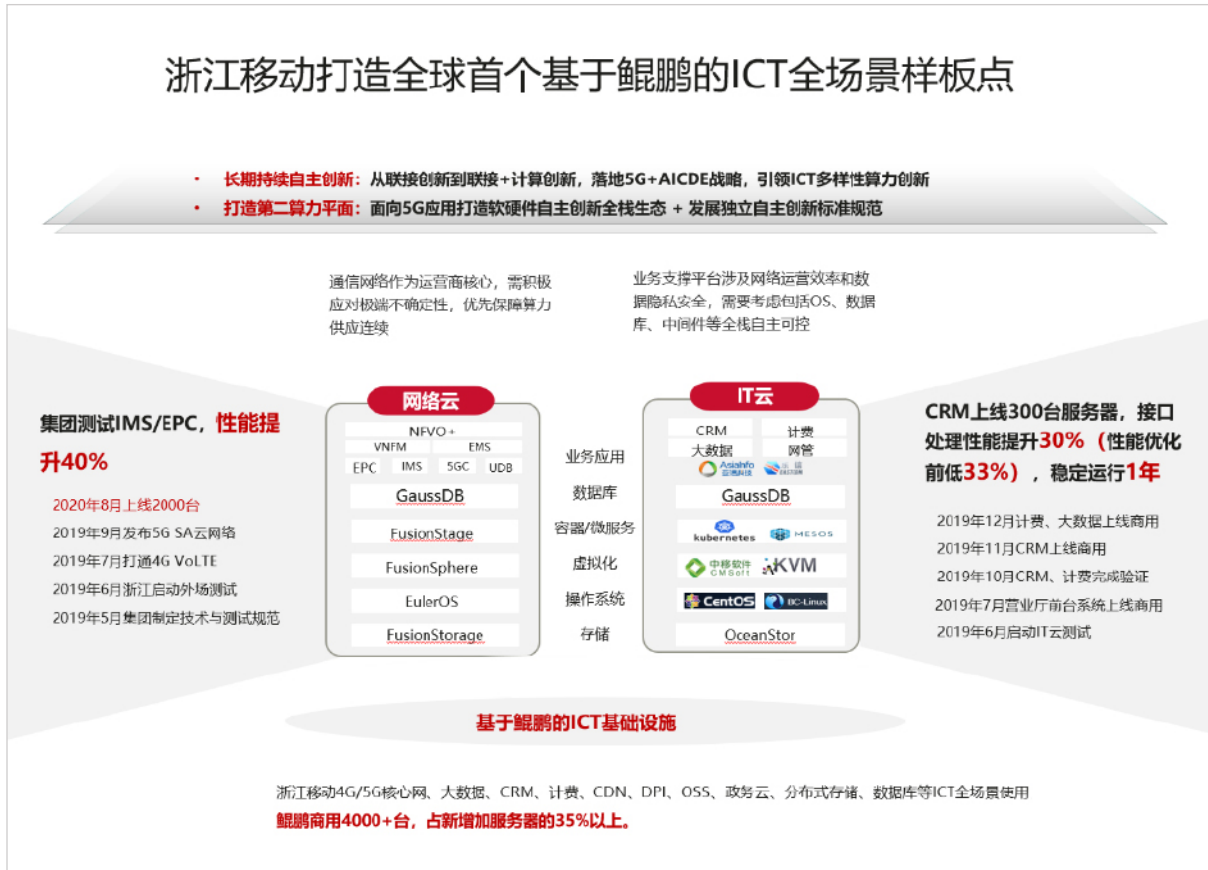 浙江移动打造全球首个基于鲲鹏的ICT全场景样板点
• 长期持续自主创新：从联接创新到联接+计算创新，落地5G+AICDE战略，引领ICT多样性算力创新
• 打造第二算力平面：面向5G应用打造软硬件自主创新全栈生态 + 发展独立自主创新标准规范
通信网络作为运营商核心，需积极
应对极端不确定性，优先保障算力
供应连续
业务支撑平台涉及网络运营效率和数
据隐私安全，需要考虑包括OS、数据
库、中间件等全栈自主可控
集团测试IMS/EPC，性能提
升40%
2020年8月上线2000台
2019年9月发布5G SA云网络
2019年7月打通4G VoLTE
2019年6月浙江启动外场测试
2019年5月集团制定技术与测试规范
网络云
NFVO+
VNFM EMS
EPC IMS 5GC UDB
GaussDB
FusionStage
FusionSphere
EulerOS
FusionStorage
业务应用
数据库
容器/微服务
虚拟化
操作系统
存储
IT云
CRM 计费
大数据 网管
AsiaInfo
亚信科技
GaussDB
kubernetes MESOS
中移软件 KVM
CMSoft
CentOS BC-Linux
OceanStor
CRM上线300台服务器，接口
处理性能提升30%（性能优化
前低33%），稳定运行1年
2019年12月计费、大数据上线商用
2019年11月CRM上线商用
2019年10月CRM、计费完成验证
2019年7月营业厅前台系统上线商用
2019年6月启动IT云测试
基于鲲鹏的ICT基础设施
浙江移动4G/5G核心网、大数据、CRM、计费、CDN、DPI、OSS、政务云、分布式存储、数据库等ICT全场景使用
鲲鹏商用4000+台，占新增加服务器的35%以上。